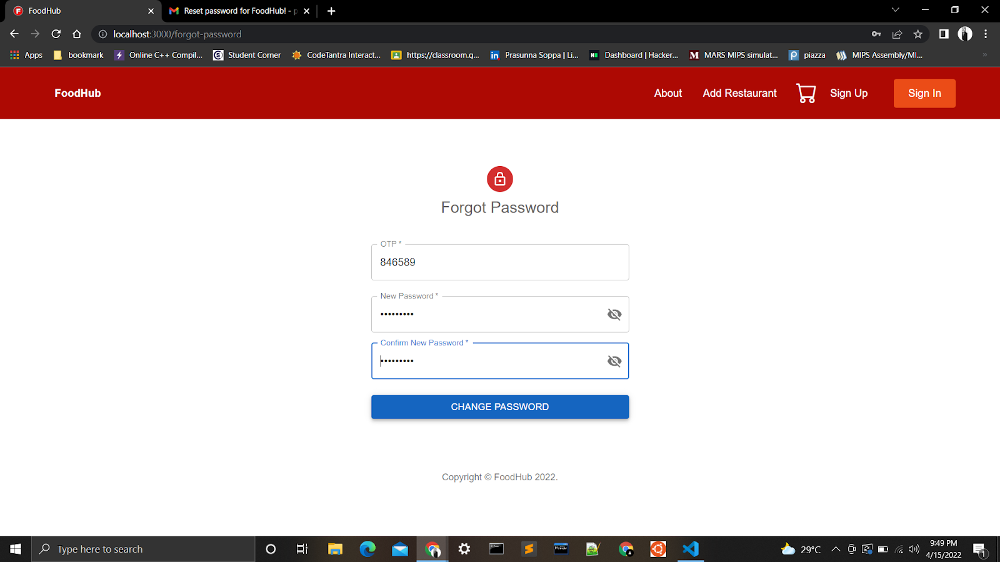 FoodHub
Reset password for FoodHub! - p
localhost:3000/forgot-password
Apps
bookmark
Online C++ Compil...
Student Corner
CodeTantra Interact...
https://classroom.g...
Prasunna Soppa | Li...
Dashboard | Hacker...
MARS MIPS simulat...
piazza
MIPS Assembly/MI...
»
FoodHub
About
Add Restaurant
Sign Up
Sign In
Forgot Password
OTP *
846589
New Password *
•••••••••
Confirm New Password *
•••••••••
CHANGE PASSWORD
Copyright © FoodHub 2022.
Type here to search
29°C
9:49 PM
4/15/2022
1